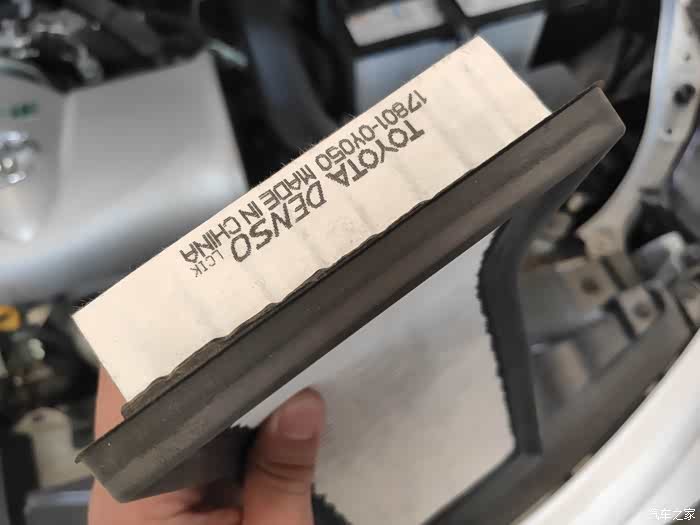 TOYOTA DENSO
17801-0Y050 MADE IN CHINA
LC1K
汽车之家